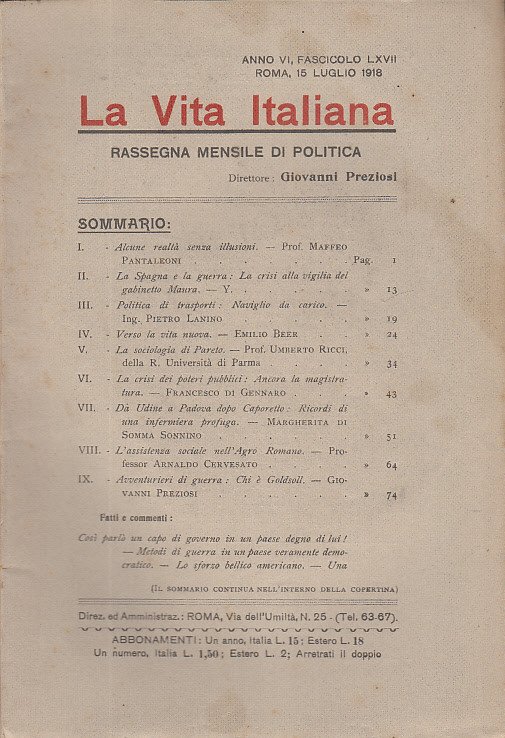 ANNO VI, FASCICOLO LXVII
ROMA, 15 LUGLIO 1918
La Vita Italiana
RASSEGNA MENSILE DI POLITICA
Direttore: Giovanni Preziosi
SOMMARIO:
I. - Alcune realtà senza illusioni. — Prof. MAFFEO
PANTALEONI . . . . . . . Pag. 1
II. - La Spagna e la guerra: La crisi alla vigilia del
gabinetto Maura. — Y. . . . . . » 13
III. - Politica di trasporti: Naviglio da carico. —
Ing. PIETRO LANINO . . . . » 19
IV. - Verso la vita nuova. — EMILIO BEER . . » 24
V. - La sociologia di Pareto. — Prof. UMBERTO RICCI,
della R. Università di Parma . . . . » 34
VI. - La crisi dei poteri pubblici: Ancora la magistra-
tura. — FRANCESCO DI GENNARO . . » 43
VII. - Da Udine a Padova dopo Caporetto: Ricordi di
una infermiera profuga. — MARGHERITA DI
SOMMA SONNINO . . . . . » 51
VIII. - L'assistenza sociale nell'Agro Romano. — Pro-
fessor ARNALDO CERVESATO . . . . » 64
IX. - Avventurieri di guerra: Chi è Goldsoll. — GIO-
VANNI PREZIOSI . . . . . . » 74
Fatti e commenti:
Così parlò un capo di governo in un paese degno di lui!
— Metodi di guerra in un paese veramente demo-
cratico. — Lo sforzo bellico americano. — Una
(IL SOMMARIO CONTINUA NELL'INTERNO DELLA COPERTINA)
Direz. ed Amministraz.: ROMA, Via dell'Umiltà, N. 25 - (Tel. 63-67).
ABBONAMENTI: Un anno, Italia L. 15; Estero L. 18
Un numero, Italia L. 1,50; Estero L. 2; Arretrati il doppio